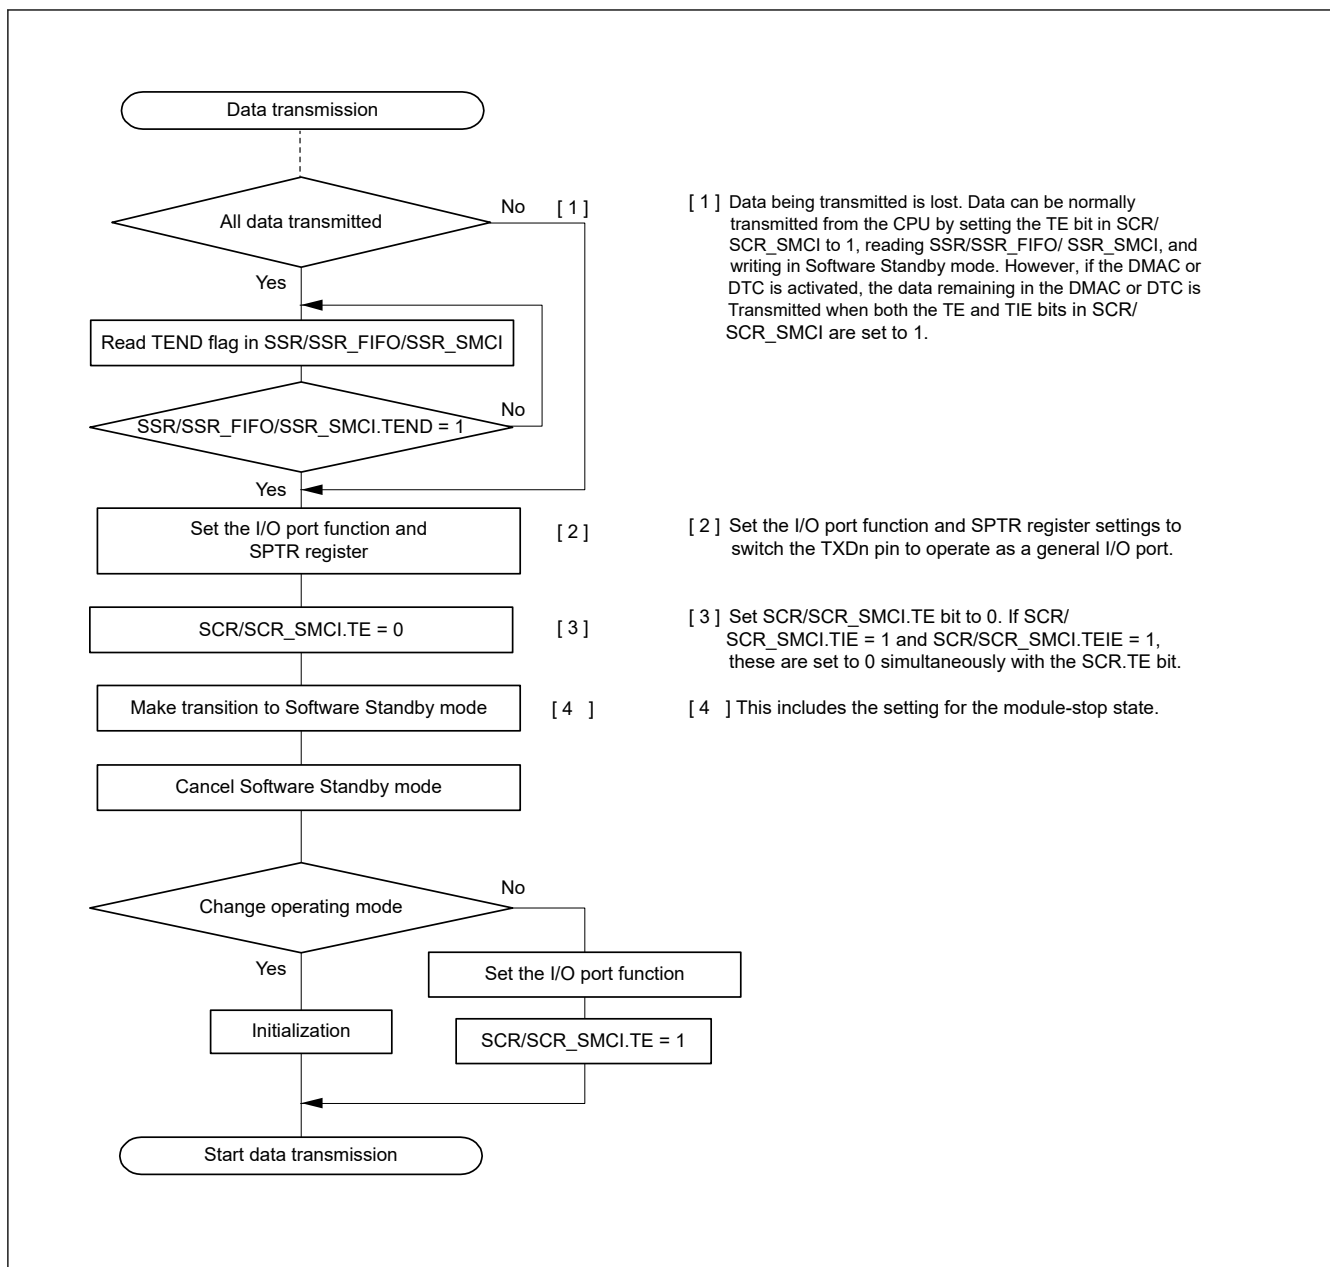 Data transmission
All data transmitted
No
[ 1 ]
Yes
Read TEND flag in SSR/SSR_FIFO/SSR_SMCI
SSR/SSR_FIFO/SSR_SMCI.TEND = 1
No
Yes
Set the I/O port function and
SPTR register
[ 2 ]
SCR/SCR_SMCI.TE = 0
[ 3 ]
Make transition to Software Standby mode
[ 4 ]
Cancel Software Standby mode
Change operating mode
No
Yes
Set the I/O port function
Initialization
SCR/SCR_SMCI.TE = 1
Start data transmission
[ 1 ] Data being transmitted is lost. Data can be normally
transmitted from the CPU by setting the TE bit in SCR/
SCR_SMCI to 1, reading SSR/SSR_FIFO/ SSR_SMCI, and
writing in Software Standby mode. However, if the DMAC or
DTC is activated, the data remaining in the DMAC or DTC is
Transmitted when both the TE and TIE bits in SCR/
SCR_SMCI are set to 1.
[ 2 ] Set the I/O port function and SPTR register settings to
switch the TXDn pin to operate as a general I/O port.
[ 3 ] Set SCR/SCR_SMCI.TE bit to 0. If SCR/
SCR_SMCI.TIE = 1 and SCR/SCR_SMCI.TEIE = 1,
these are set to 0 simultaneously with the SCR.TE bit.
[ 4 ] This includes the setting for the module-stop state.